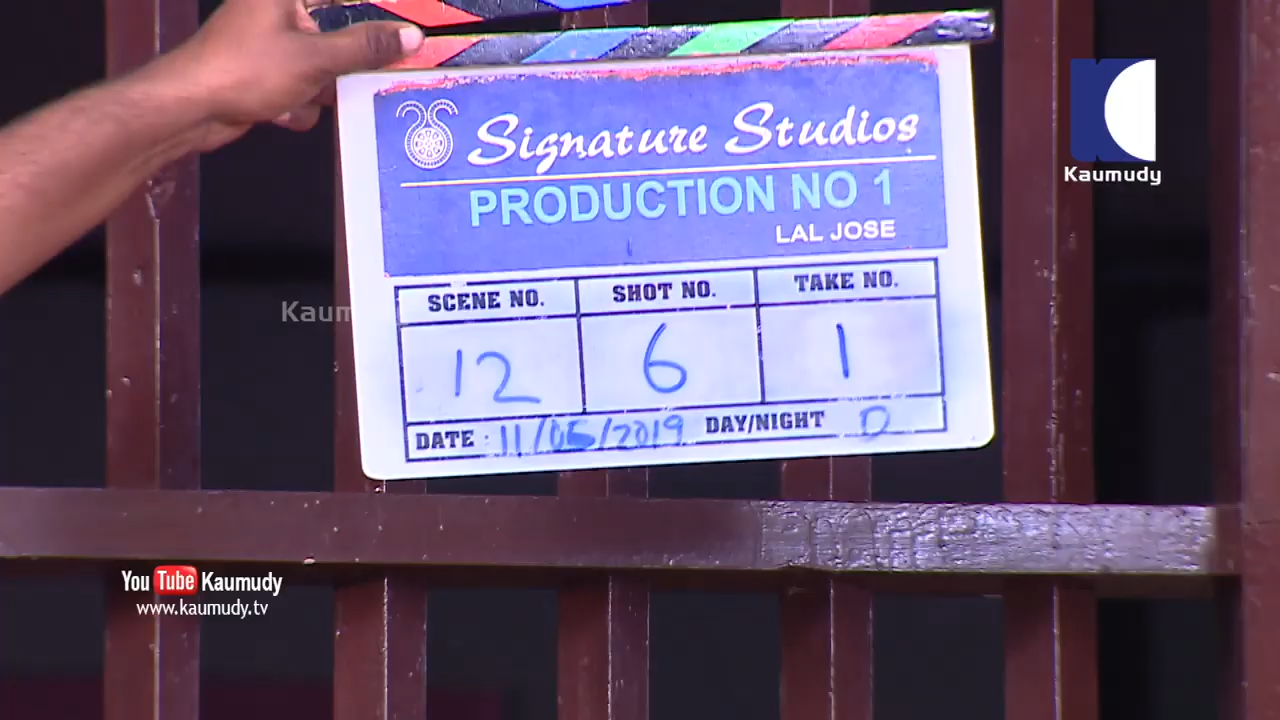 Signature Studios
PRODUCTION NO 1
LAL JOSE
SCENE NO. SHOT NO. TAKE NO.
12 6 1
DATE : 11/05/2019 DAY/NIGHT D
Kaumudy
Kaum
You Tube Kaumudy
www.kaumudy.tv